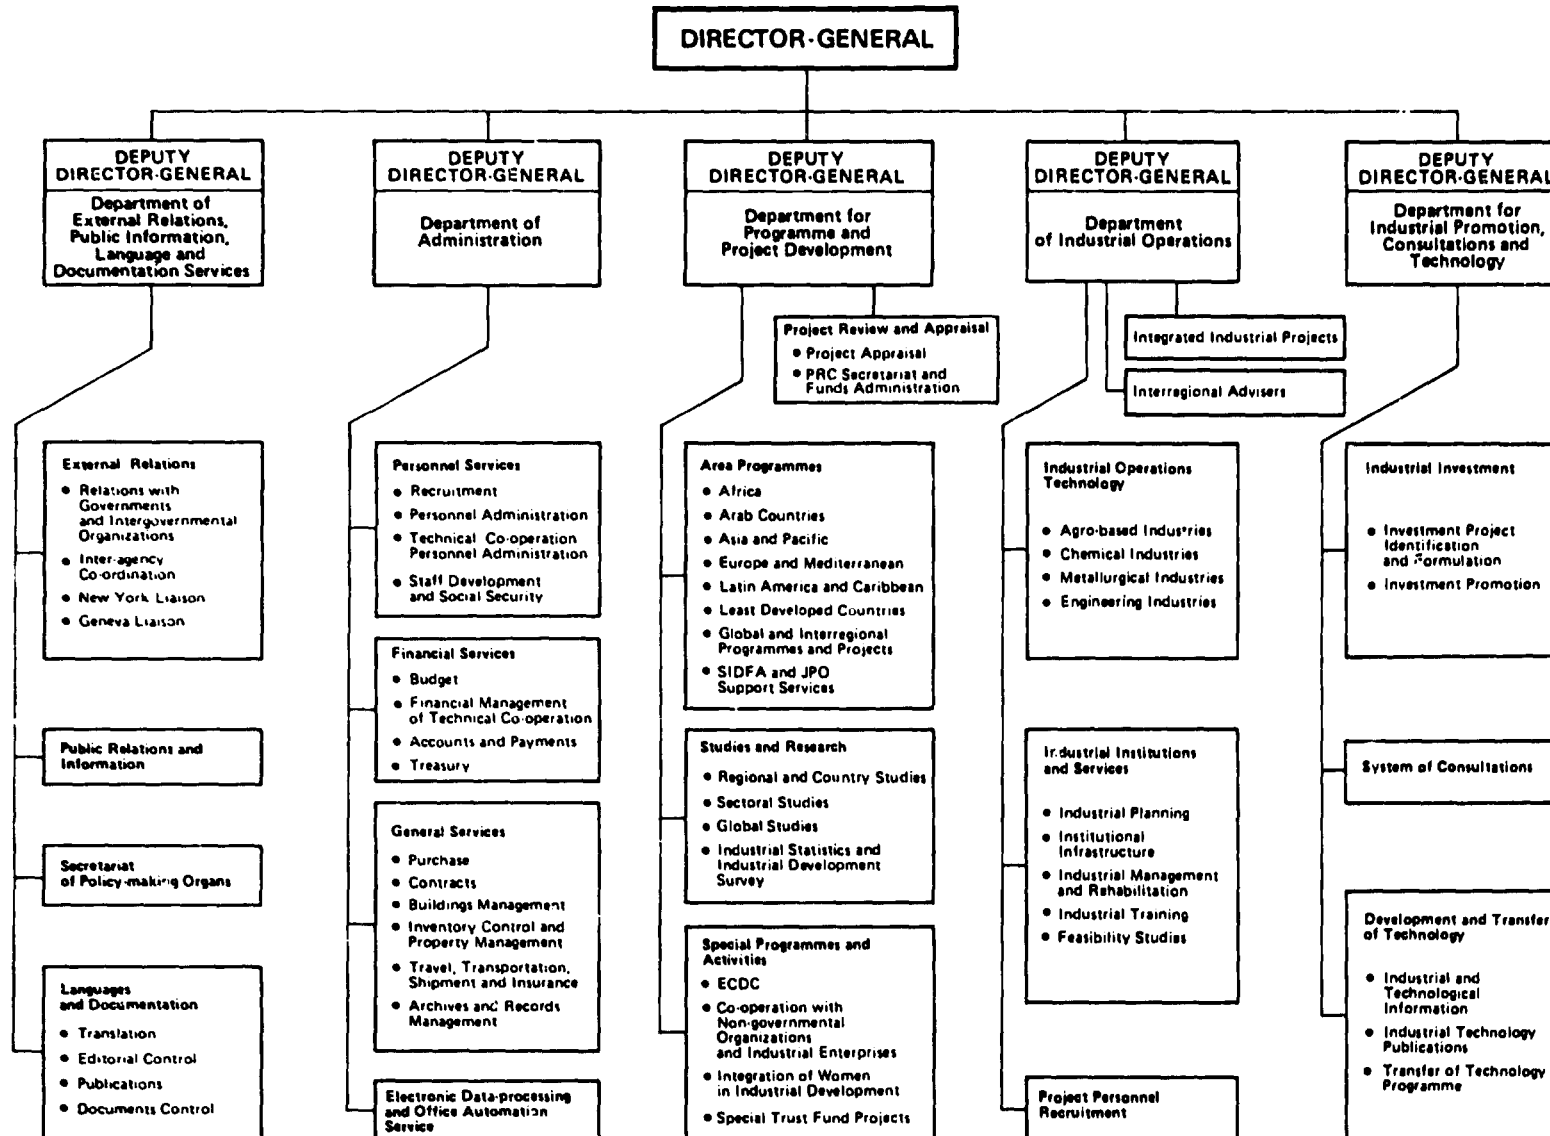 DIRECTOR-GENERAL
DEPUTY
DIRECTOR-GENERAL
Department of
External Relations,
Public Information,
Language and
Documentation Services
DEPUTY
DIRECTOR-GENERAL
Department of
Administration
DEPUTY
DIRECTOR-GENERAL
Department for
Programme and
Project Development
DEPUTY
DIRECTOR-GENERAL
Department
of Industrial Operations
DEPUTY
DIRECTOR-GENERAL
Department for
Industrial Promotion,
Consultations and
Technology
Project Review and Appraisal
• Project Appraisal
• PRC Secretariat and
Funds Administration
Integrated Industrial Projects
Interregional Advisers
External Relations
• Relations with
Governments
and Intergovernmental
Organizations
• Inter-agency
Co-ordination
• New York Liaison
• Geneva Liaison
Public Relations and
Information
Secretariat
of Policy-making Organs
Languages
and Documentation
• Translation
• Editorial Control
• Publications
• Documents Control
Personnel Services
• Recruitment
• Personnel Administration
• Technical Co-operation
Personnel Administration
• Staff Development
and Social Security
Financial Services
• Budget
• Financial Management
of Technical Co-operation
• Accounts and Payments
• Treasury
General Services
• Purchase
• Contracts
• Buildings Management
• Inventory Control and
Property Management
• Travel, Transportation,
Shipment and Insurance
• Archives and Records
Management
Electronic Data-processing
and Office Automation
Service
Area Programmes
• Africa
• Arab Countries
• Asia and Pacific
• Europe and Mediterranean
• Latin America and Caribbean
• Least Developed Countries
• Global and Interregional
Programmes and Projects
• SIDFA and JPO
Support Services
Studies and Research
• Regional and Country Studies
• Sectoral Studies
• Global Studies
• Industrial Statistics and
Industrial Development
Survey
Special Programmes and
Activities
• ECDC
• Co-operation with
Non-governmental
Organizations
and Industrial Enterprises
• Integration of Women
in Industrial Development
• Special Trust Fund Projects
Industrial Operations
Technology
• Agro-based Industries
• Chemical Industries
• Metallurgical Industries
• Engineering Industries
Industrial Institutions
and Services
• Industrial Planning
• Institutional
Infrastructure
• Industrial Management
and Rehabilitation
• Industrial Training
• Feasibility Studies
Project Personnel
Recruitment
Industrial Investment
• Investment Project
Identification
and Formulation
• Investment Promotion
System of Consultations
Development and Transfer
of Technology
• Industrial and
Technological
Information
• Industrial Technology
Publications
• Transfer of Technology
Programme